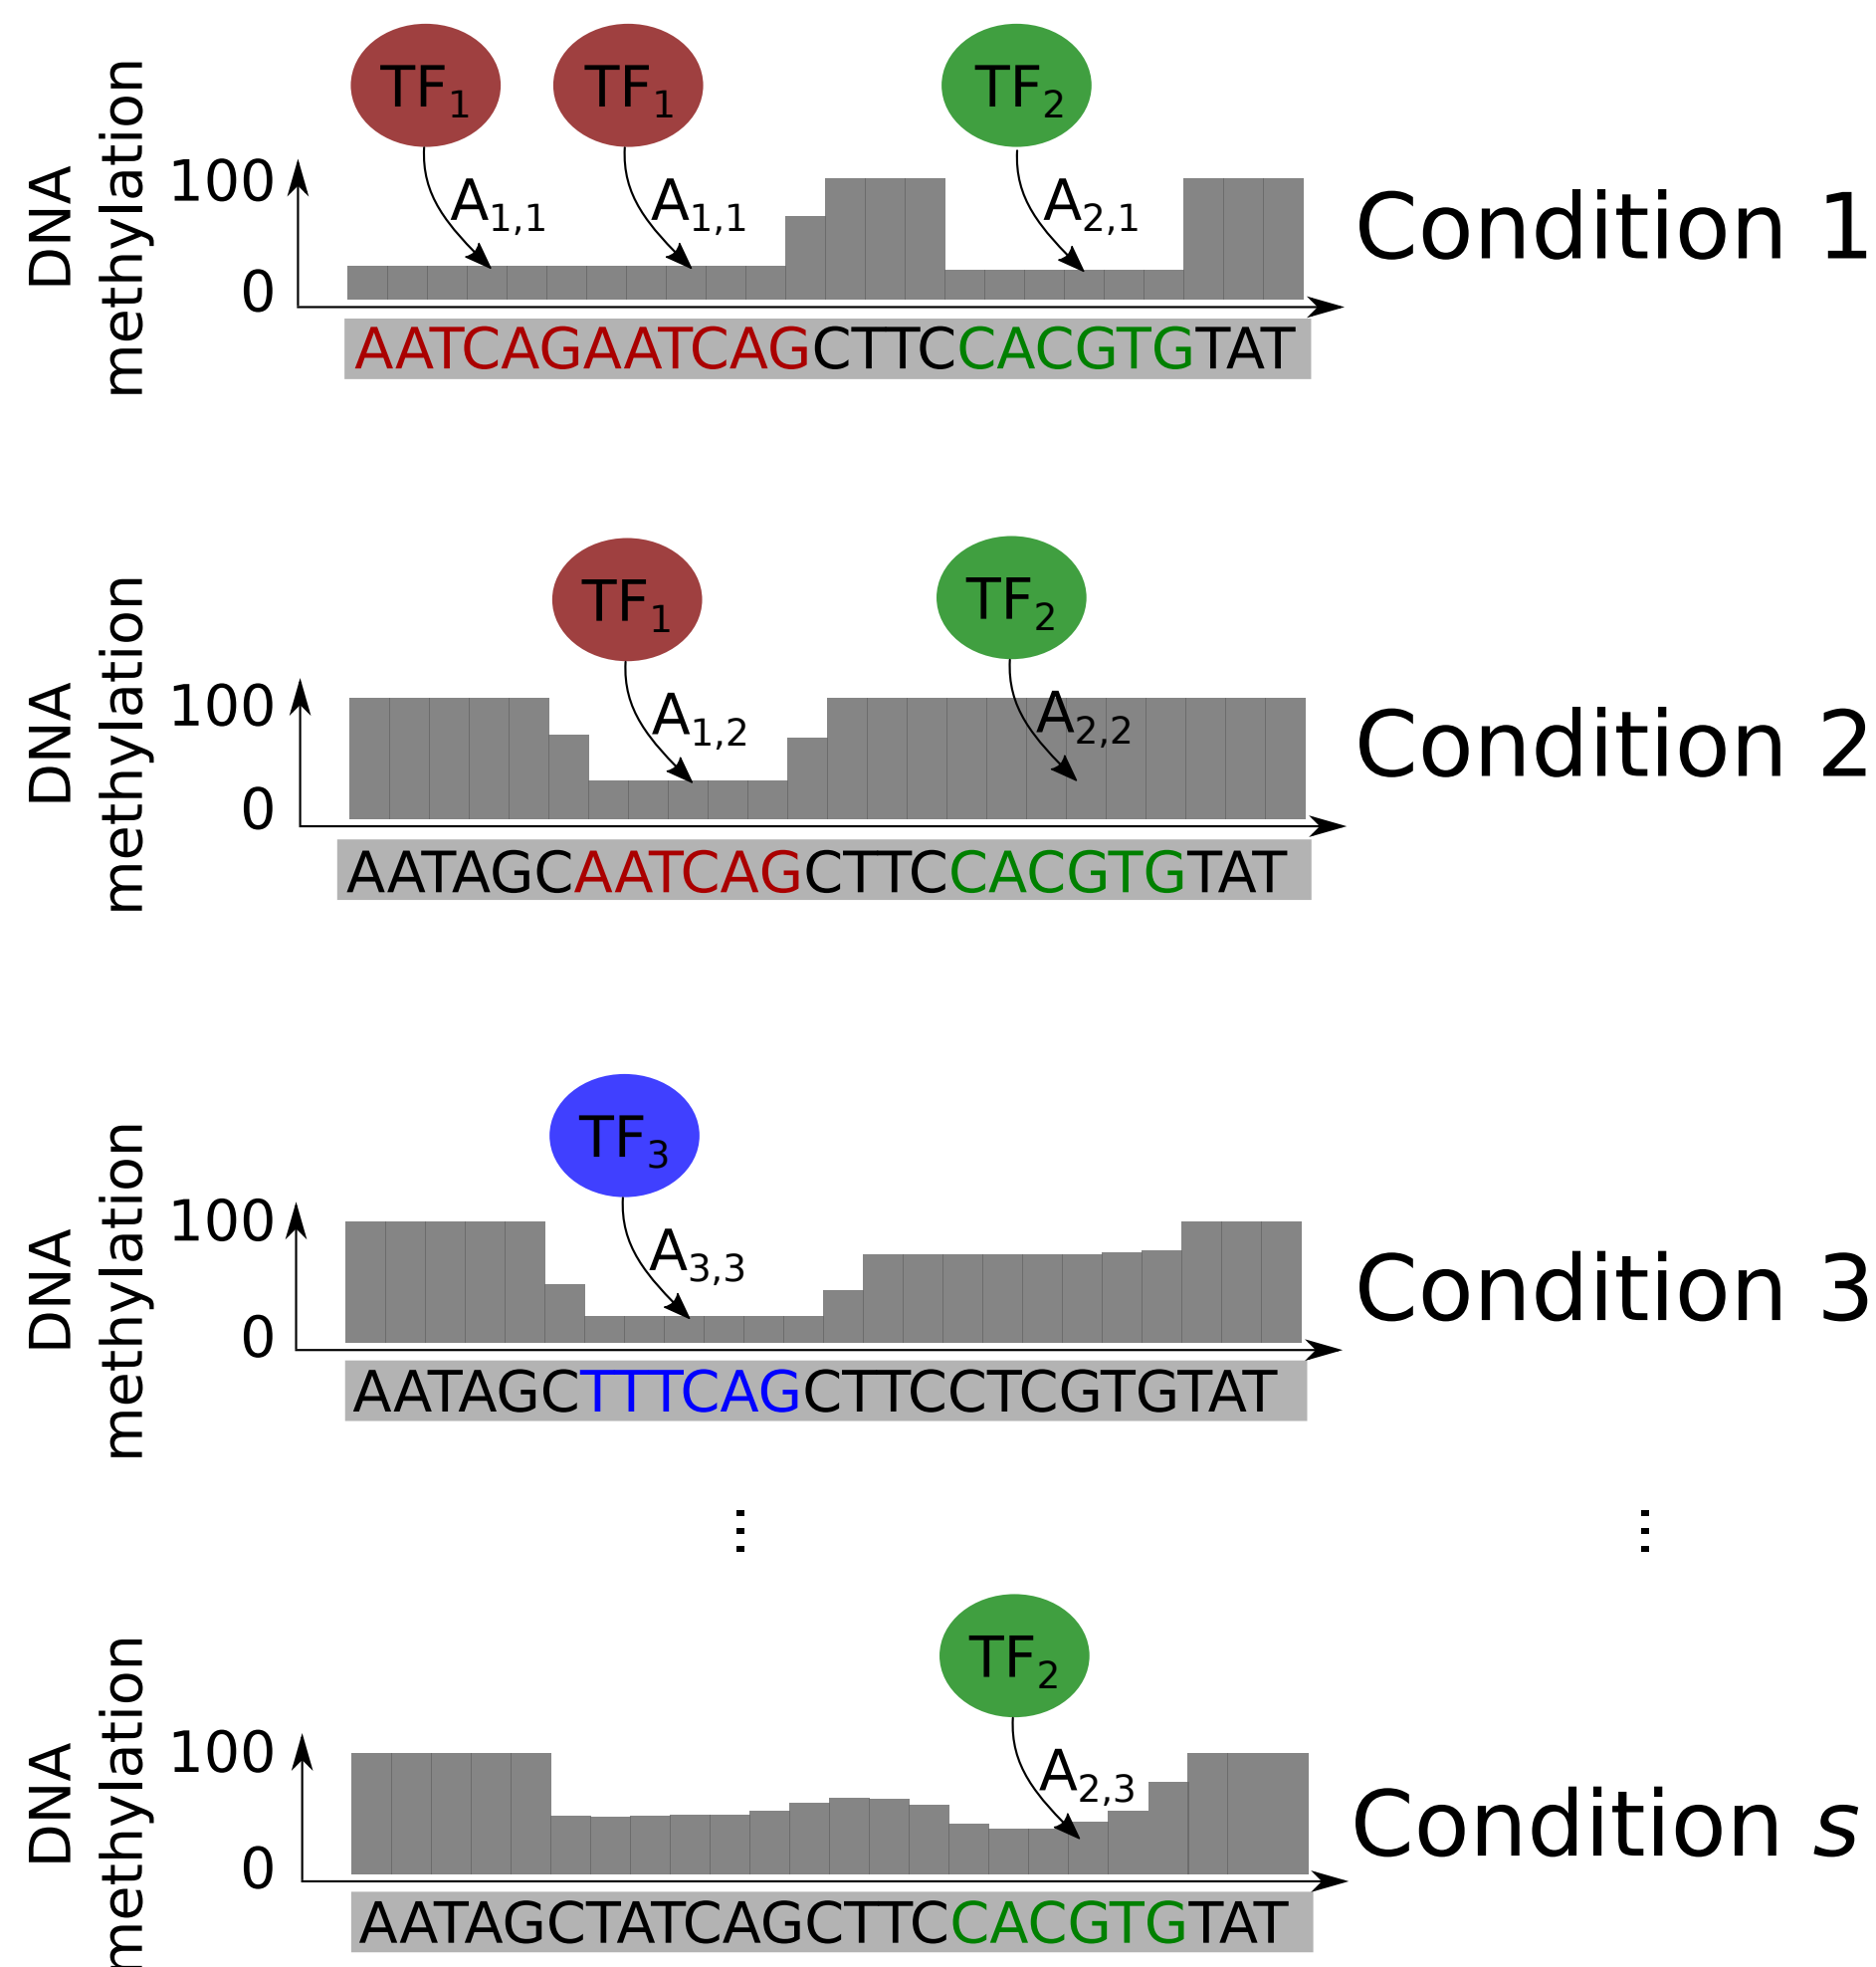 TF1 TF1 TF2
DNA
methylation
100
A1,1 A1,1 A2,1
Condition 1
0
AATCAGAATCAGCTTCCACGTGTAT
TF1 TF2
DNA
methylation
100
A1,2 A2,2
Condition 2
0
AATAGCAATCAGCTTCCACGTGTAT
TF3
DNA
methylation
100
A3,3
Condition 3
0
AATAGCTTTCAGCTTCCTCGTGTAT
⋮ ⋮
TF2
DNA
methylation
100
A2,3
Condition s
0
AATAGCTATCAGCTTCCACGTGTAT